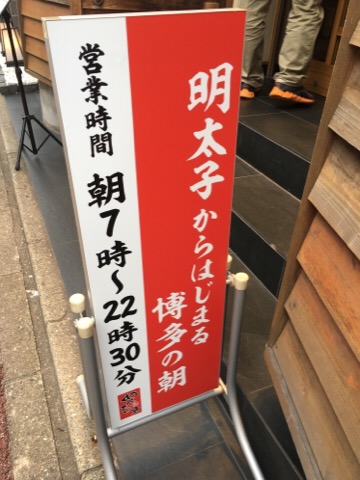 明太子からはじまる
博多の朝
営業時間
朝7時〜22時30分